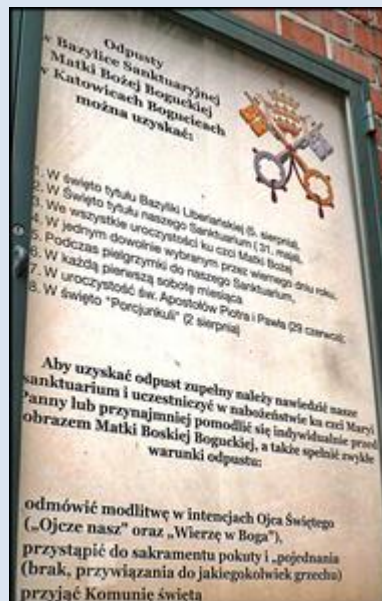 Odpusty
w Bazylice Sanktuaryjnej
Matki Bożej Boguckiej
w Katowicach Bogucicach
można uzyskać:
1. W święto tytułu Bazyliki Liberiańskiej (5. sierpnia),
2. W Święto tytułu naszego Sanktuarium ( 31. maja),
3. We wszystkie uroczystości ku czci Matki Bożej
4. W jednym dowolnie wybranym przez wiernego dniu roku,
5. Podczas pielgrzymki do naszego Sanktuarium,
6. W każdą pierwszą sobotę miesiąca
7. W uroczystość św. Apostołów Piotra i Pawła (29 czerwca);
8. W święto "Porcjunkuli" (2 sierpnia)
Aby uzyskać odpust zupełny należy nawiedzić nasze
sanktuarium i uczestniczyć w nabożeństwie ku czci Maryi
Panny lub przynajmniej pomodlić się indywidualnie przed
obrazem Matki Boskiej Boguckiej, a także spełnić zwykłe
warunki odpustu:
odmówić modlitwę w intencjach Ojca Świętego
(„Ojcze nasz” oraz „Wierzę w Boga”),
przystąpić do sakramentu pokuty i „pojednania
(brak, przywiązania do jakiegokolwiek grzechu)
przyjąć Komunię świętą